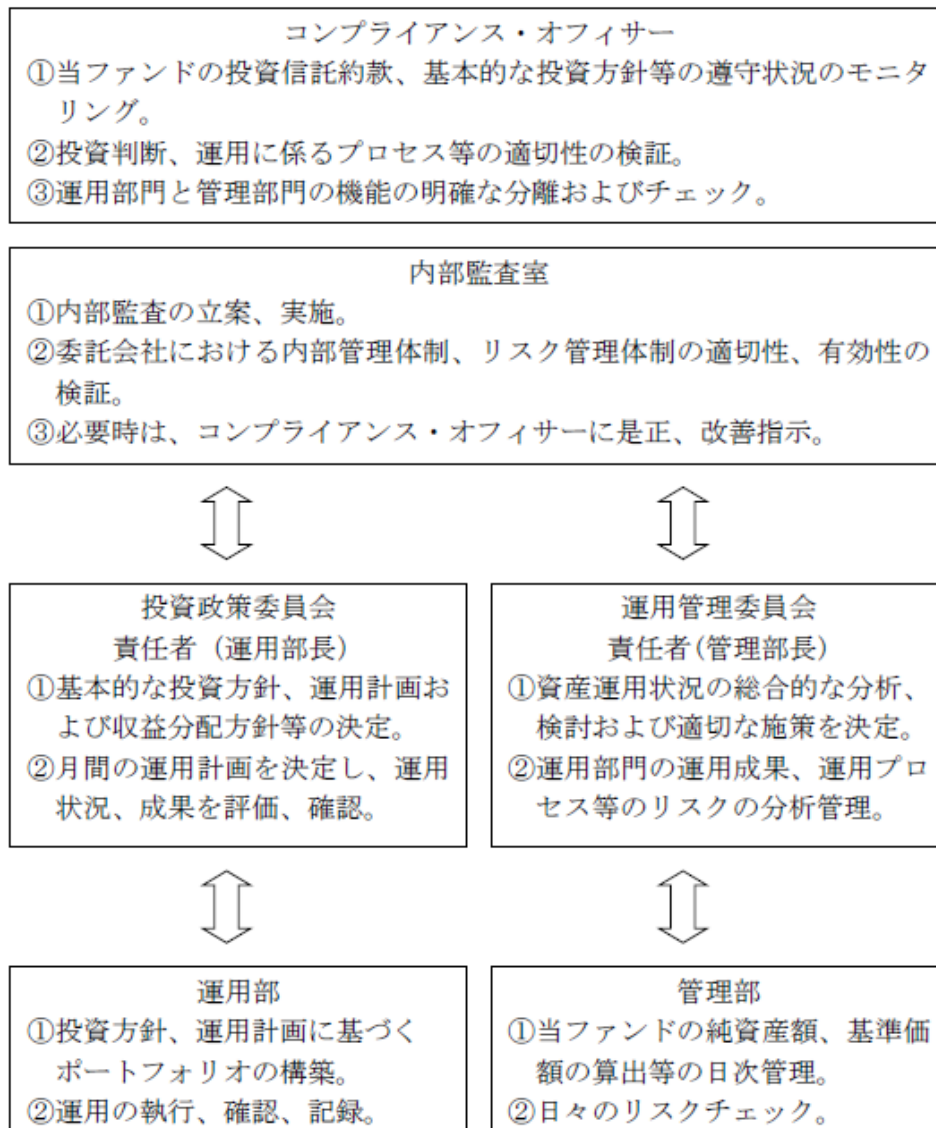 コンプライアンス・オフィサー
①当ファンドの投資信託約款、基本的な投資方針等の遵守状況のモニタ
リング。
②投資判断、運用に係るプロセス等の適切性の検証。
③運用部門と管理部門の機能の明確な分離およびチェック。
内部監査室
①内部監査の立案、実施。
②委託会社における内部管理体制、リスク管理体制の適切性、有効性の
検証。
③必要時は、コンプライアンス・オフィサーに是正、改善指示。
投資政策委員会
責任者（運用部長）
①基本的な投資方針、運用計画お
よび収益分配方針等の決定。
②月間の運用計画を決定し、運用
状況、成果を評価、確認。
運用管理委員会
責任者(管理部長)
①資産運用状況の総合的な分析、
検討および適切な施策を決定。
②運用部門の運用成果、運用プロ
セス等のリスクの分析管理。
運用部
①投資方針、運用計画に基づく
ポートフォリオの構築。
②運用の執行、確認、記録。
管理部
①当ファンドの純資産額、基準価
額の算出等の日次管理。
②日々のリスクチェック。